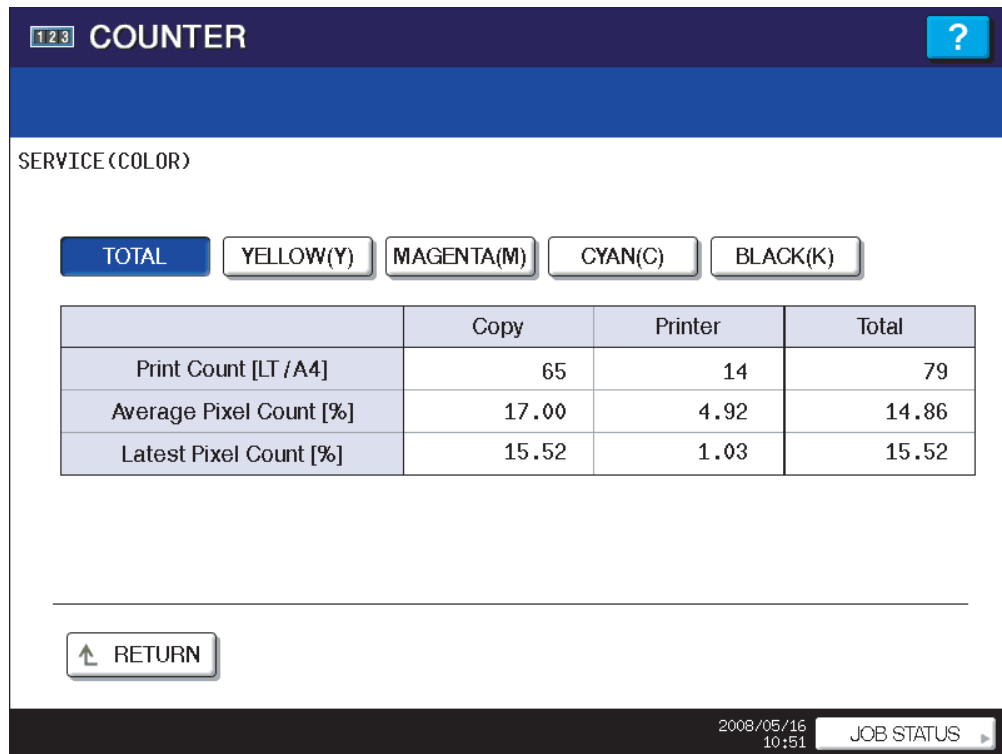 123 COUNTER ?
SERVICE(COLOR)
TOTAL YELLOW(Y) MAGENTA(M) CYAN(C) BLACK(K)
Copy Printer Total
Print Count [LT / A4] 65 14 79
Average Pixel Count [%] 17.00 4.92 14.86
Latest Pixel Count [%] 15.52 1.03 15.52
RETURN
2008/05/16
10:51 JOB STATUS